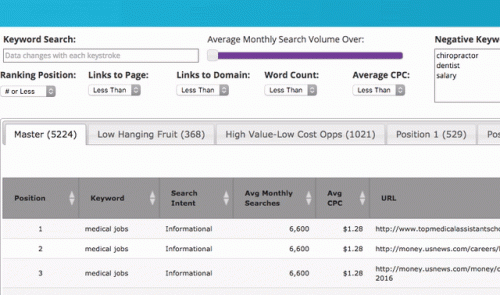 Keyword Search:
Average Monthly Search Volume Over:
Negative Keyw
Data changes with each keystroke
chiropractor
dentist
salary
Ranking Position:
Links to Page:
Links to Domain:
Word Count:
Average CPC:
# or Less
Less Than
Less Than
Less Than
Less Than
Master (5224)
Low Hanging Fruit (368)
High Value-Low Cost Opps (1021)
Position 1 (529)
Pos
Position
Keyword
Search Intent
Avg Monthly Searches
Avg CPC
URL
1 medical jobs Informational 6,600 $1.28 http://www.topmedicalassistantsch
2 medical jobs Informational 6,600 $1.28 http://money.usnews.com/careers/
3 medical jobs Informational 6,600 $1.28 http://money.usnews.com/money/c
2016